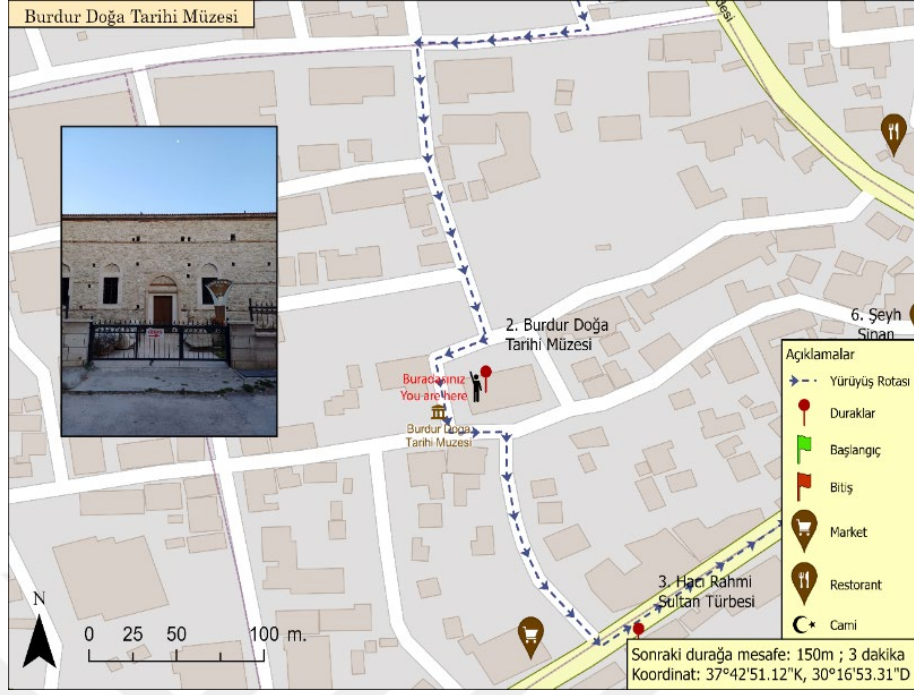 Burdur Doğa Tarihi Müzesi
desi
2. Burdur Doğa
Tarihi Müzesi
6. Şeyh
Sinan
Buradasınız
You are here
Burdur Doğa
Tarihi Muzesi
3. Hacı Rahmi
Sultan Türbesi
Açıklamalar
Yürüyüş Rotası
Duraklar
Başlangıç
Bitiş
Market
Restorant
Cami
N
0 25 50 100 m.
Sonraki durağa mesafe: 150m ; 3 dakika
Koordinat: 37°42'51.12"K, 30°16'53.31"D